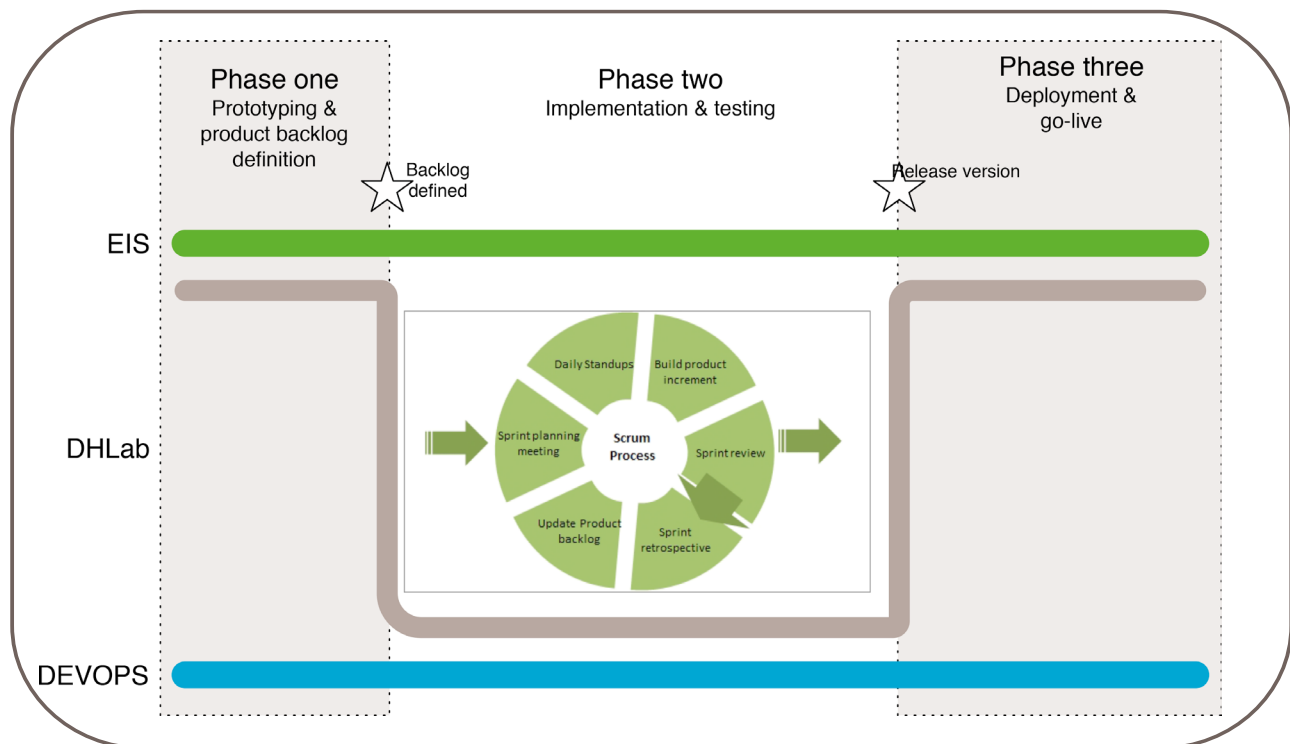 Phase one
Prototyping &
product backlog
definition
Phase two
Implementation & testing
Phase three
Deployment &
go-live
Backlog
defined
Release version
EIS
DHLab
DEVOPS
Daily Standups
Build product
increment
Sprint planning
meeting
Scrum
Process
Sprint review
Update Product
backlog
Sprint
retrospective